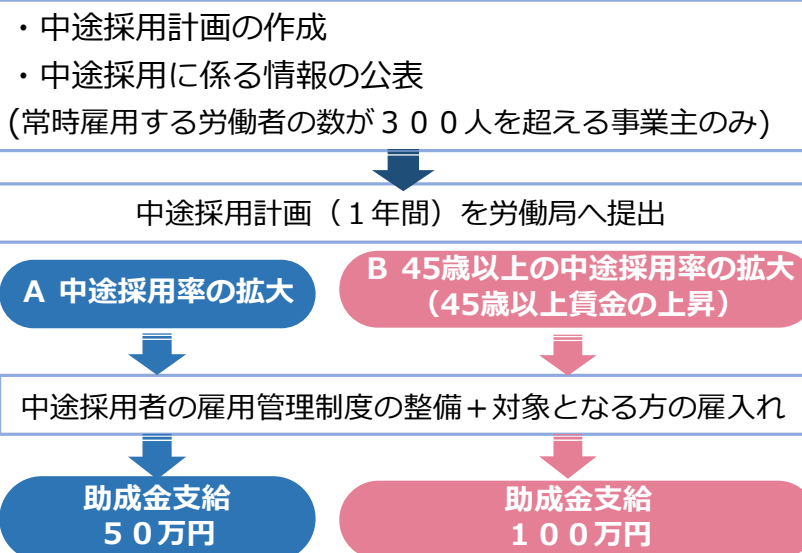 ・中途採用計画の作成
・中途採用に係る情報の公表
(常時雇用する労働者の数が３００人を超える事業主のみ)
中途採用計画（１年間）を労働局へ提出
A 中途採用率の拡大
B 45歳以上の中途採用率の拡大
（45歳以上賃金の上昇）
中途採用者の雇用管理制度の整備＋対象となる方の雇入れ
助成金支給
５０万円
助成金支給
１００万円